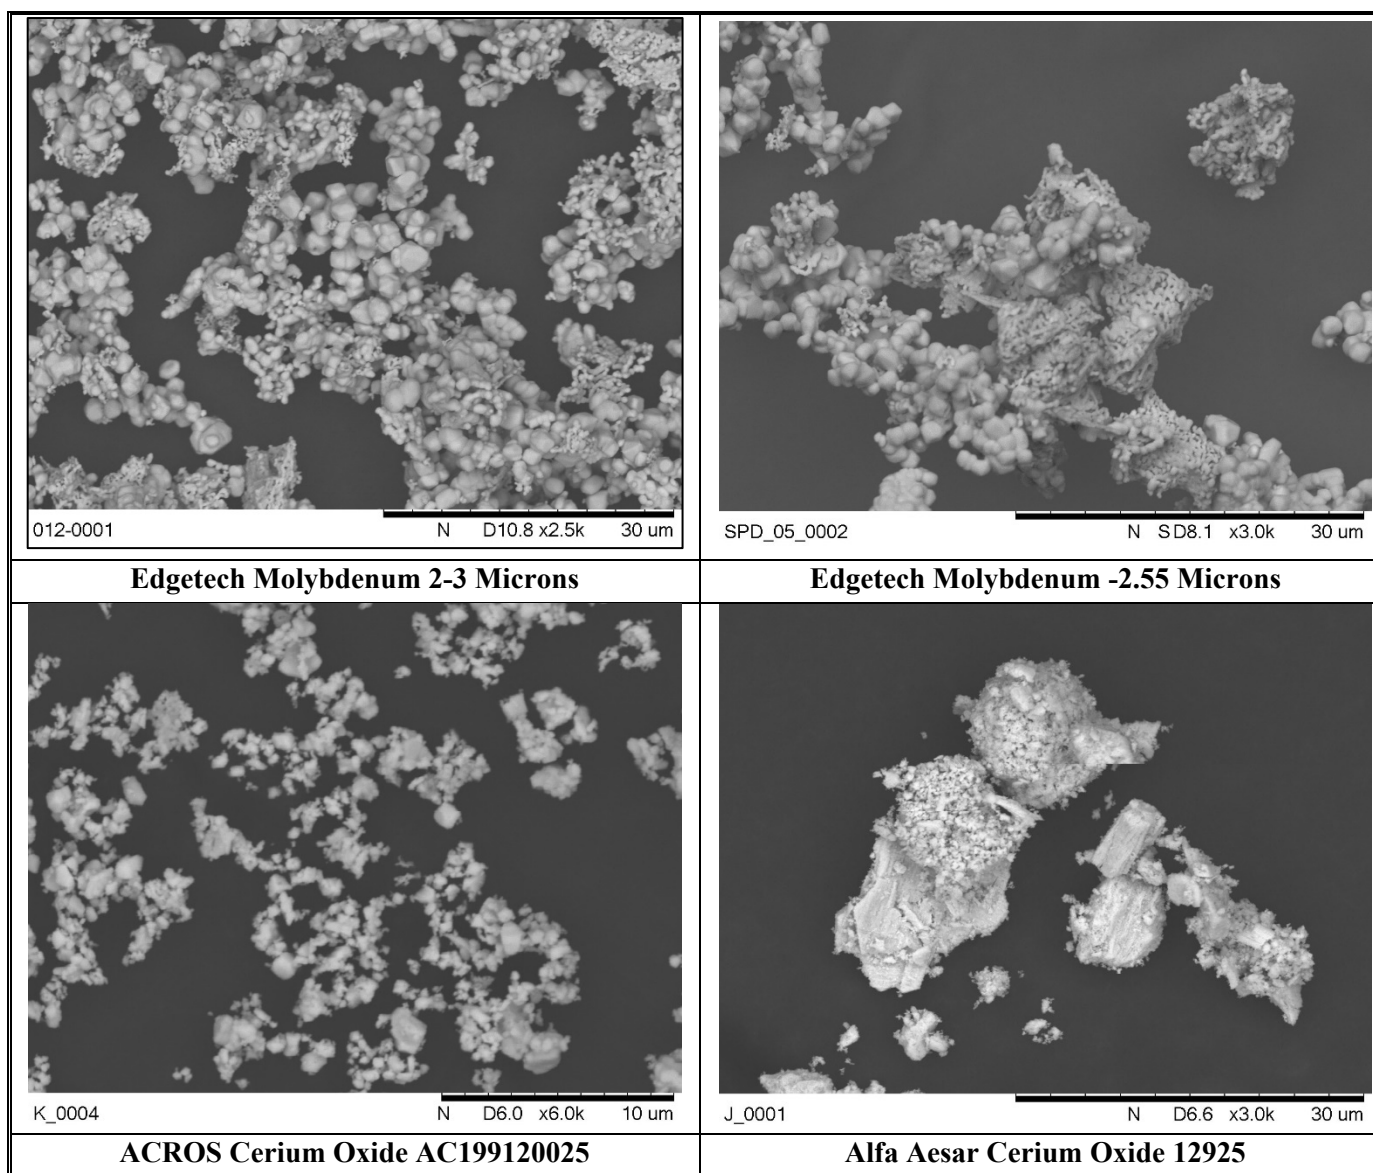 012-0001 N D10.8 x2.5k 30 um
SPD_05_0002 N SD8.1 x3.0k 30 um
Edgetech Molybdenum 2-3 Microns
Edgetech Molybdenum -2.55 Microns
K_0004 N D6.0 x6.0k 10 um
J_0001 N D6.6 x3.0k 30 um
ACROS Cerium Oxide AC199120025
Alfa Aesar Cerium Oxide 12925